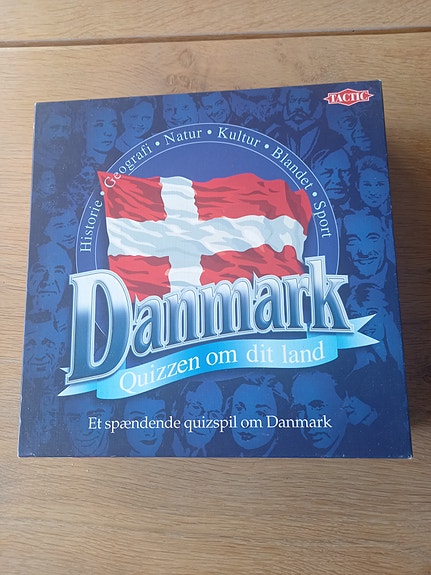 TACTIC
Historie • Geografi • Natur • Kultur • Blandet • Sport
Danmark
Quizzen om dit land
Et spændende quizspil om Danmark